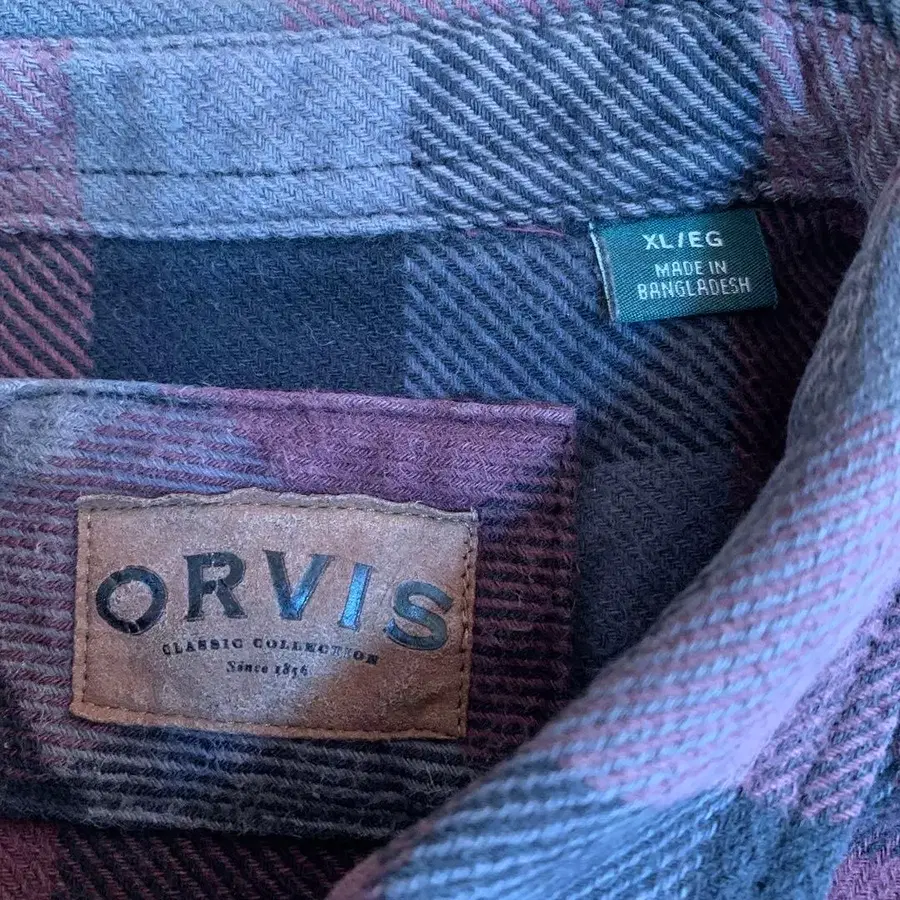 XL/EG
MADE IN
BANGLADESH
ORVIS
CLASSIC COLLECTION
Since 1856